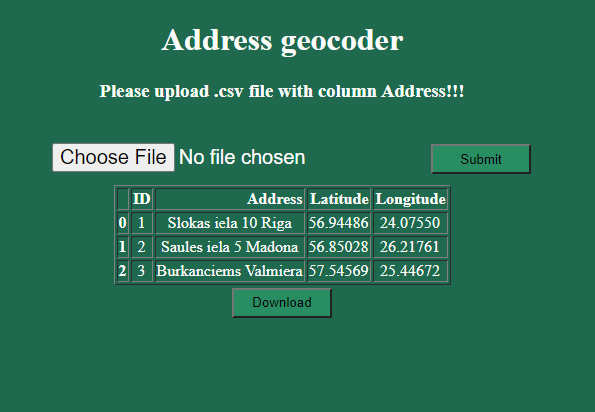 Address geocoder
Please upload .csv file with column Address!!!
Choose File No file chosen Submit
ID Address Latitude Longitude
0 1 Slokas iela 10 Riga 56.94486 24.07550
1 2 Saules iela 5 Madona 56.85028 26.21761
2 3 Burkanciems Valmiera 57.54569 25.44672
Download